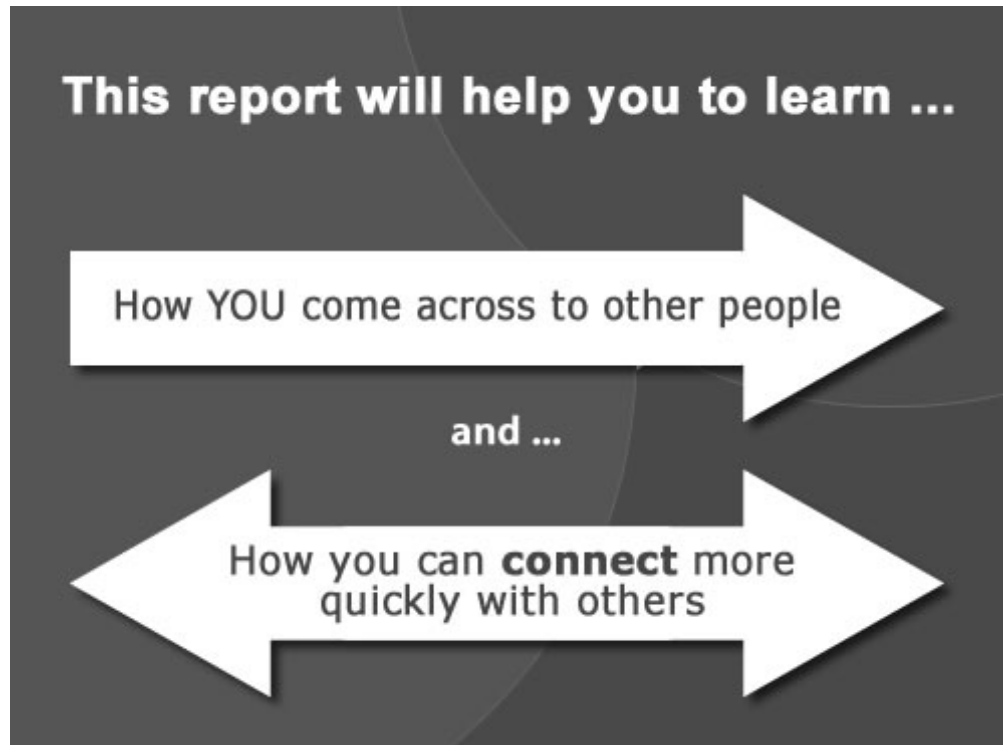 This report will help you to learn ...
How YOU come across to other people
and ...
How you can connect more
quickly with others